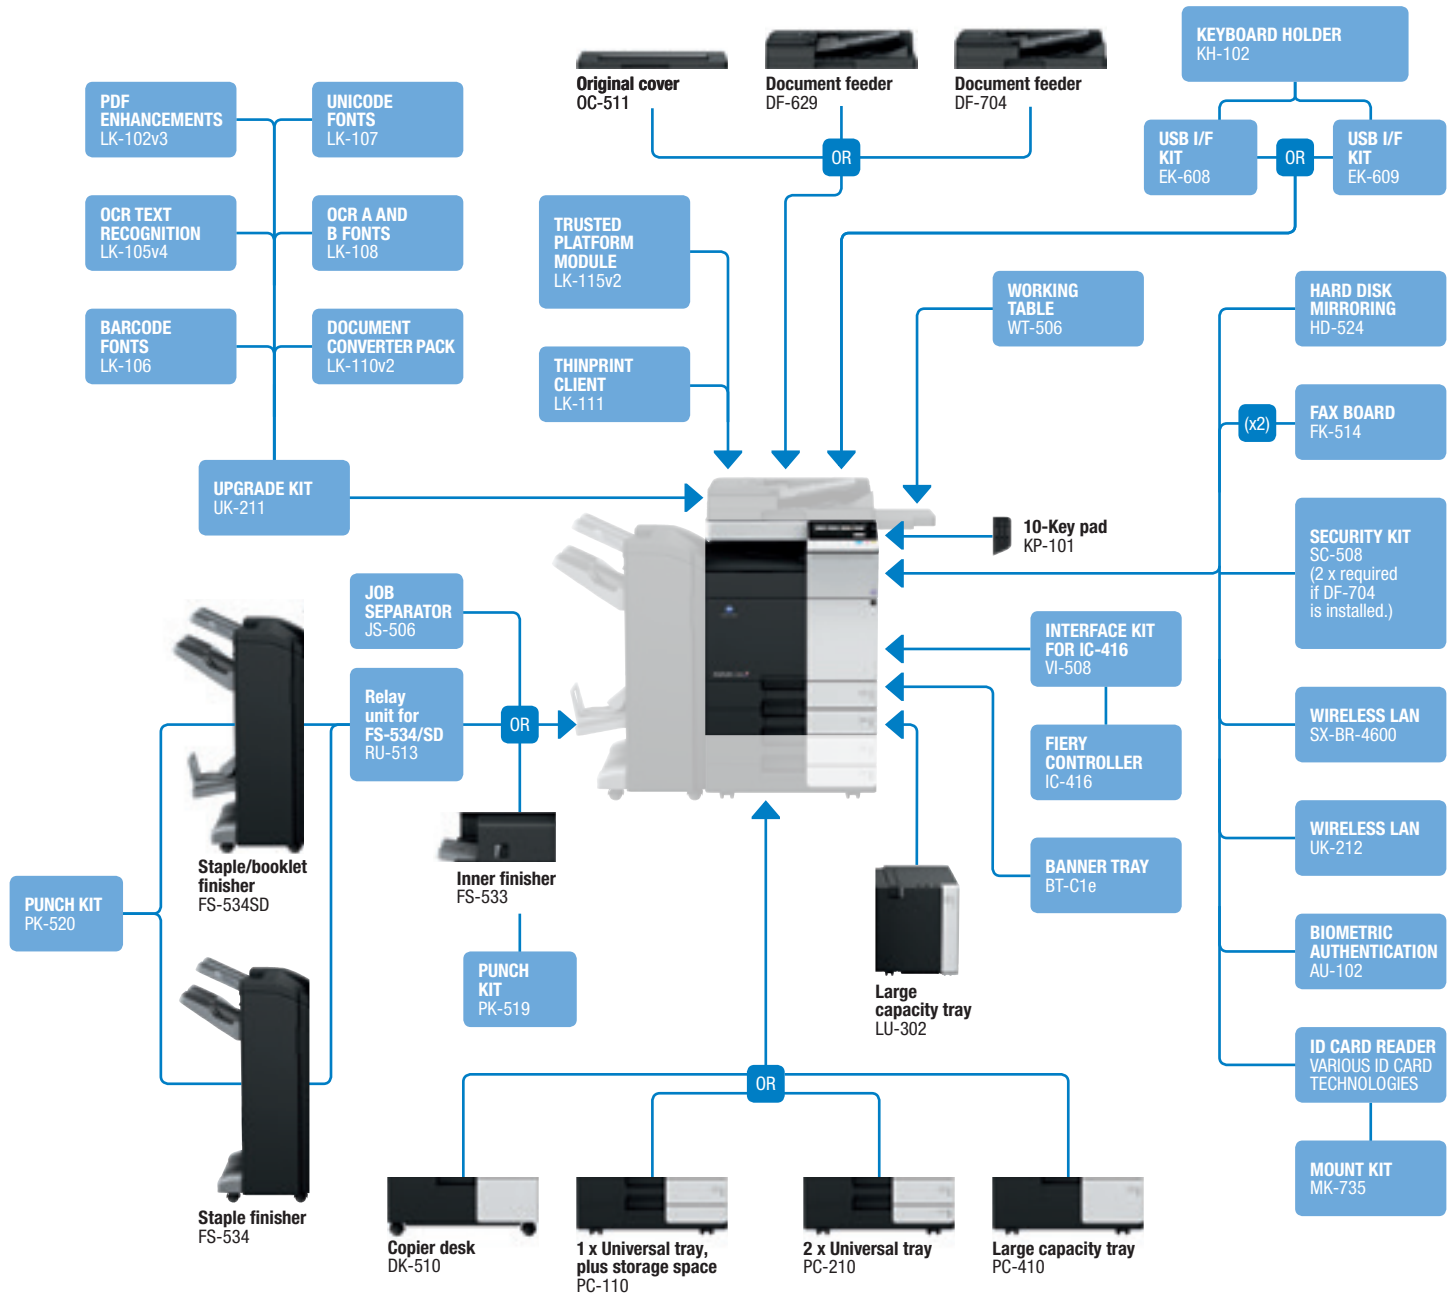 Original cover
OC-511
Document feeder
DF-629
Document feeder
DF-704
KEYBOARD HOLDER
KH-102
PDF
ENHANCEMENTS
LK-102v3
UNICODE
FONTS
LK-107
OR
USB I/F
KIT
EK-608
OR
USB I/F
KIT
EK-609
OCR TEXT
RECOGNITION
LK-105v4
OCR A AND
B FONTS
LK-108
TRUSTED
PLATFORM
MODULE
LK-115v2
WORKING
TABLE
WT-506
HARD DISK
MIRRORING
HD-524
BARCODE
FONTS
LK-106
DOCUMENT
CONVERTER PACK
LK-110v2
THINPRINT
CLIENT
LK-111
(x2)
FAX BOARD
FK-514
UPGRADE KIT
UK-211
10-Key pad
KP-101
SECURITY KIT
SC-508
(2 x required
if DF-704
is installed.)
JOB
SEPARATOR
JS-506
INTERFACE KIT
FOR IC-416
VI-508
Relay
unit for
FS-534/SD
RU-513
OR
FIERY
CONTROLLER
IC-416
WIRELESS LAN
SX-BR-4600
WIRELESS LAN
UK-212
Staple/booklet
finisher
FS-534SD
Inner finisher
FS-533
BANNER TRAY
BT-C1e
PUNCH KIT
PK-520
BIOMETRIC
AUTHENTICATION
AU-102
PUNCH
KIT
PK-519
Large
capacity tray
LU-302
ID CARD READER
VARIOUS ID CARD
TECHNOLOGIES
OR
MOUNT KIT
MK-735
Staple finisher
FS-534
Copier desk
DK-510
1 x Universal tray,
plus storage space
PC-110
2 x Universal tray
PC-210
Large capacity tray
PC-410